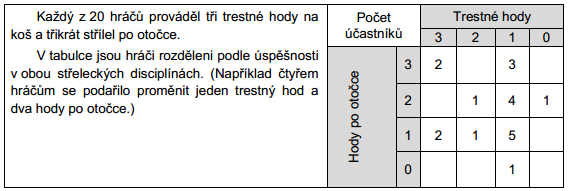 Každý z 20 hráčů prováděl tři trestné hody na
koš a třikrát střílel po otočce.
V tabulce jsou hráči rozděleni podle úspěšnosti
v obou střeleckých disciplínách. (Například čtyřem
hráčům se podařilo proměnit jeden trestný hod a
dva hody po otočce.)
Počet
účastníků
Trestné hody
3 2 1 0
Hody po otočce
3 2 3
2 1 4 1
1 2 1 5
0 1